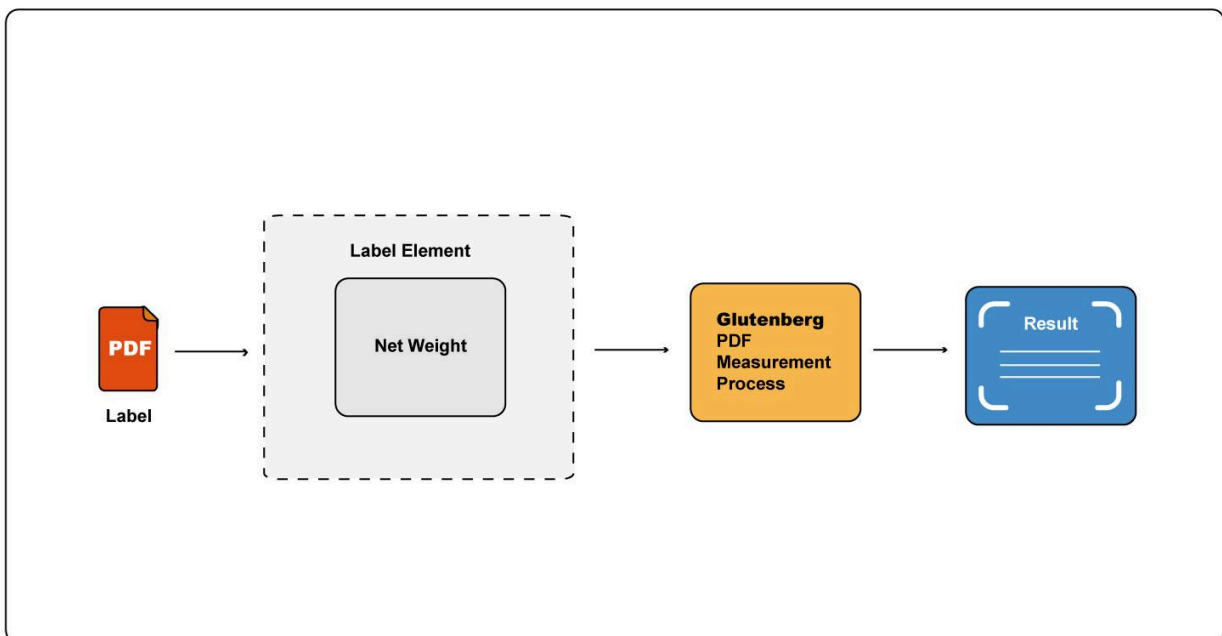 PDF
Label
Label Element
Net Weight
Glutenberg
PDF
Measurement
Process
Result